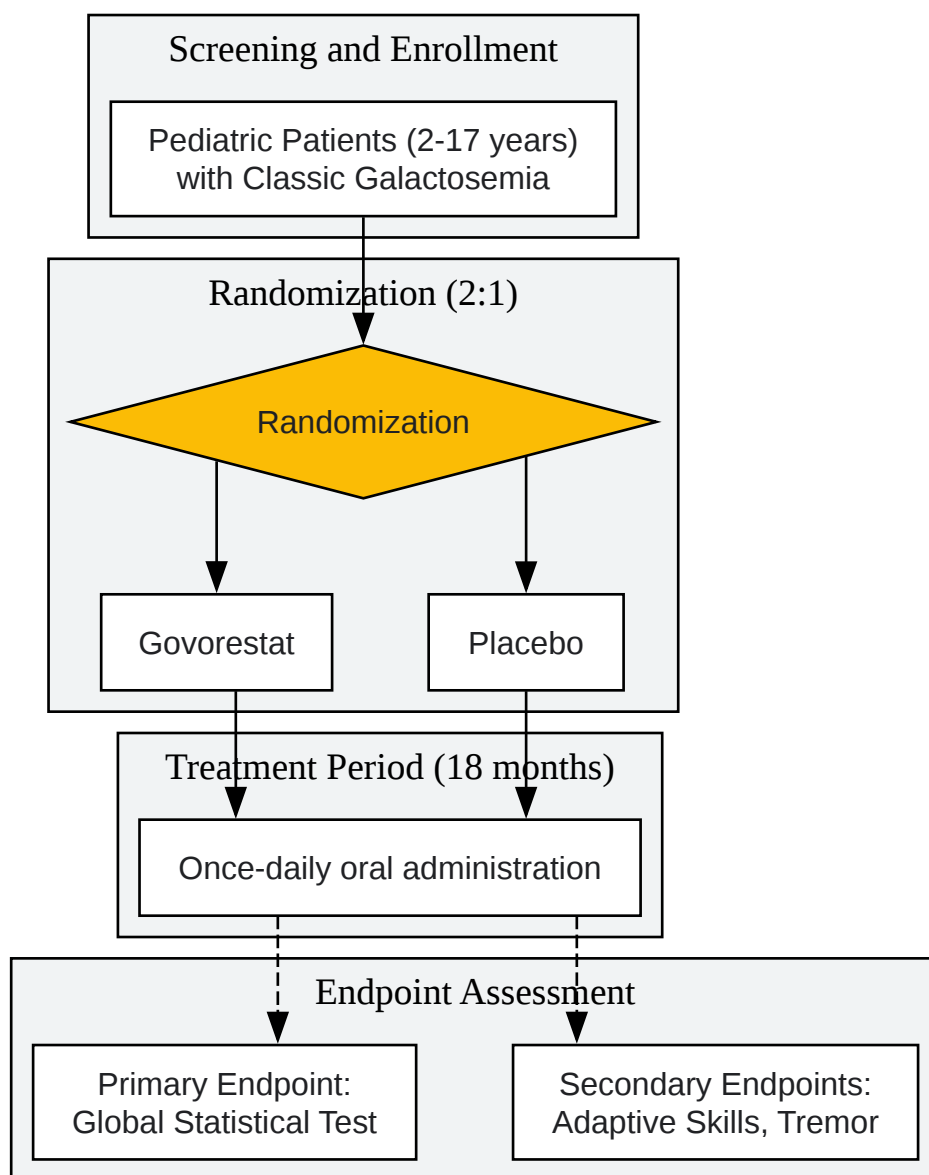 Screening and Enrollment
Pediatric Patients (2-17 years)
with Classic Galactosemia
Randomization (2:1)
Randomization
Govorestat
Placebo
Treatment Period (18 months)
Once-daily oral administration
Endpoint Assessment
Primary Endpoint:
Global Statistical Test
Secondary Endpoints:
Adaptive Skills, Tremor